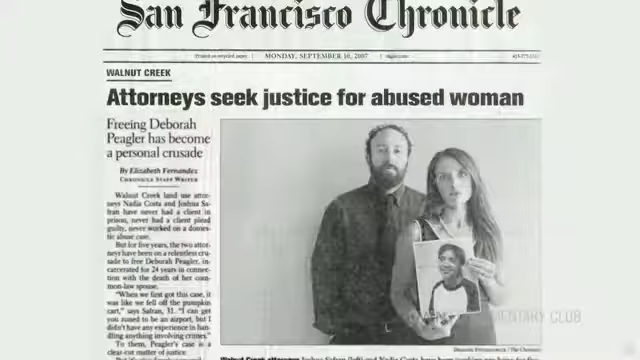 San Francisco Chronicle
MONDAY, SEPTEMBER 10, 2007
WALNUT CREEK
Attorneys seek justice for abused woman
Freeing Deborah
Peagler has become
a personal crusade
By Elizabeth Fernandez
CHRONICLE STAFF WRITER
Walnut Creek land use attor-
neys Nadia Costa and Joshua Sa-
fran have never had a client in
prison, never had a client plead
guilty, never worked on a domes-
tic abuse case.
But for five years, the two attor-
neys have been on a relentless cru-
sade to free Deborah Peagler, in-
carcerated for 24 years in connec-
tion with the death of her com-
mon-law spouse.
"When we first got this case, it
was like we fell off the pumpkin
cart," says Safran, 31. "I can get
you zoned to be an airport, but I
didn't have any experience in han-
dling anything involving crimes."
To them, Peagler's case is a
clear-cut matter of justice
MENTARY CLUB